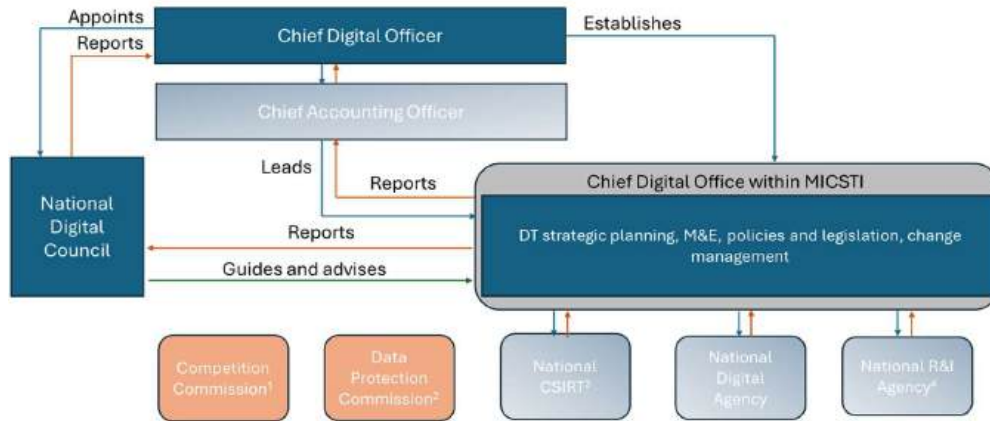 Appoints
Chief Digital Officer
Establishes
Reports
Chief Accounting Officer
Leads
Reports
Chief Digital Office within MICSTI
National
Digital
Council
DT strategic planning, M&E, policies and legislation, change
management
Reports
Guides and advises
Competition
Commission¹
Data
Protection
Commission²
National
CSIRT³
National
Digital
Agency
National R&I
Agency⁴